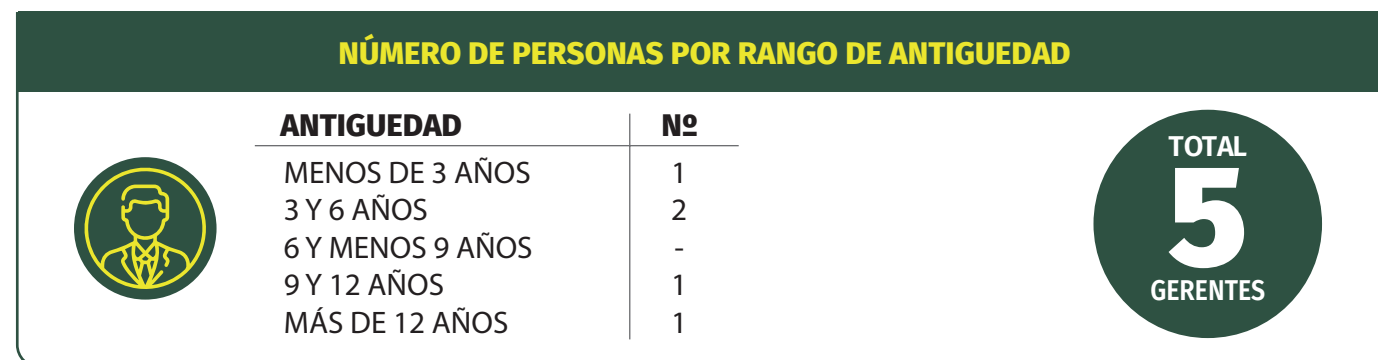 NÚMERO DE PERSONAS POR RANGO DE ANTIGUEDAD
ANTIGUEDAD Nº
MENOS DE 3 AÑOS 1
3 Y 6 AÑOS 2
6 Y MENOS 9 AÑOS -
9 Y 12 AÑOS 1
MÁS DE 12 AÑOS 1
TOTAL
5
GERENTES